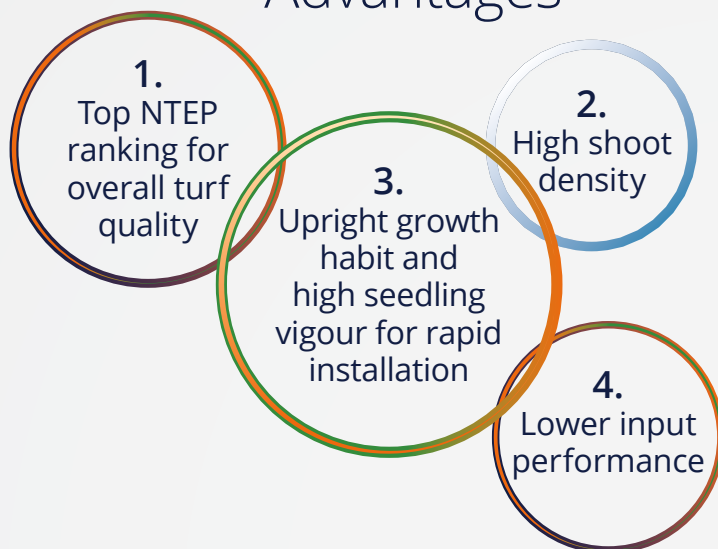 Advantages
1.
Top NTEP
ranking for
overall turf
quality
2.
High shoot
density
3.
Upright growth
habit and
high seedling
vigour for rapid
installation
4.
Lower input
performance